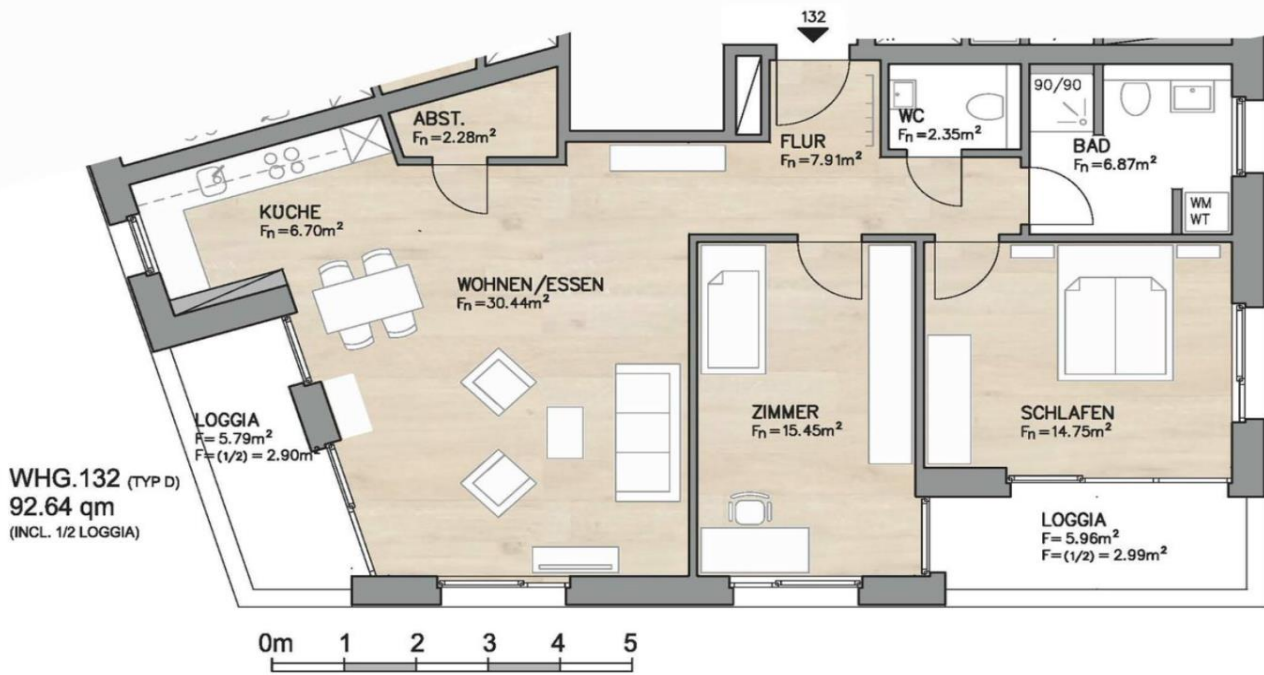 132
ABST.
Fn=2.28m²
FLUR
Fn=7.91m²
WC
Fn=2.35m²
90/90
BAD
Fn=6.87m²
WM
WT
KÜCHE
Fn=6.70m²
WOHNEN/ESSEN
Fn=30.44m²
ZIMMER
Fn=15.45m²
SCHLAFEN
Fn=14.75m²
LOGGIA
F=5.79m²
F=(1/2)=2.90m²
WHG.132 (TYP D)
92.64 qm
(INCL. 1/2 LOGGIA)
LOGGIA
F=5.96m²
F=(1/2)=2.99m²
0m 1 2 3 4 5